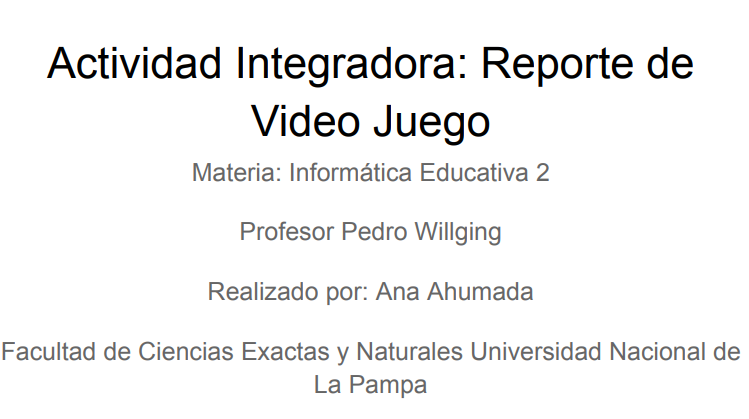 Actividad Integradora: Reporte de
Video Juego
Materia: Informática Educativa 2
Profesor Pedro Willging
Realizado por: Ana Ahumada
Facultad de Ciencias Exactas y Naturales Universidad Nacional de
La Pampa